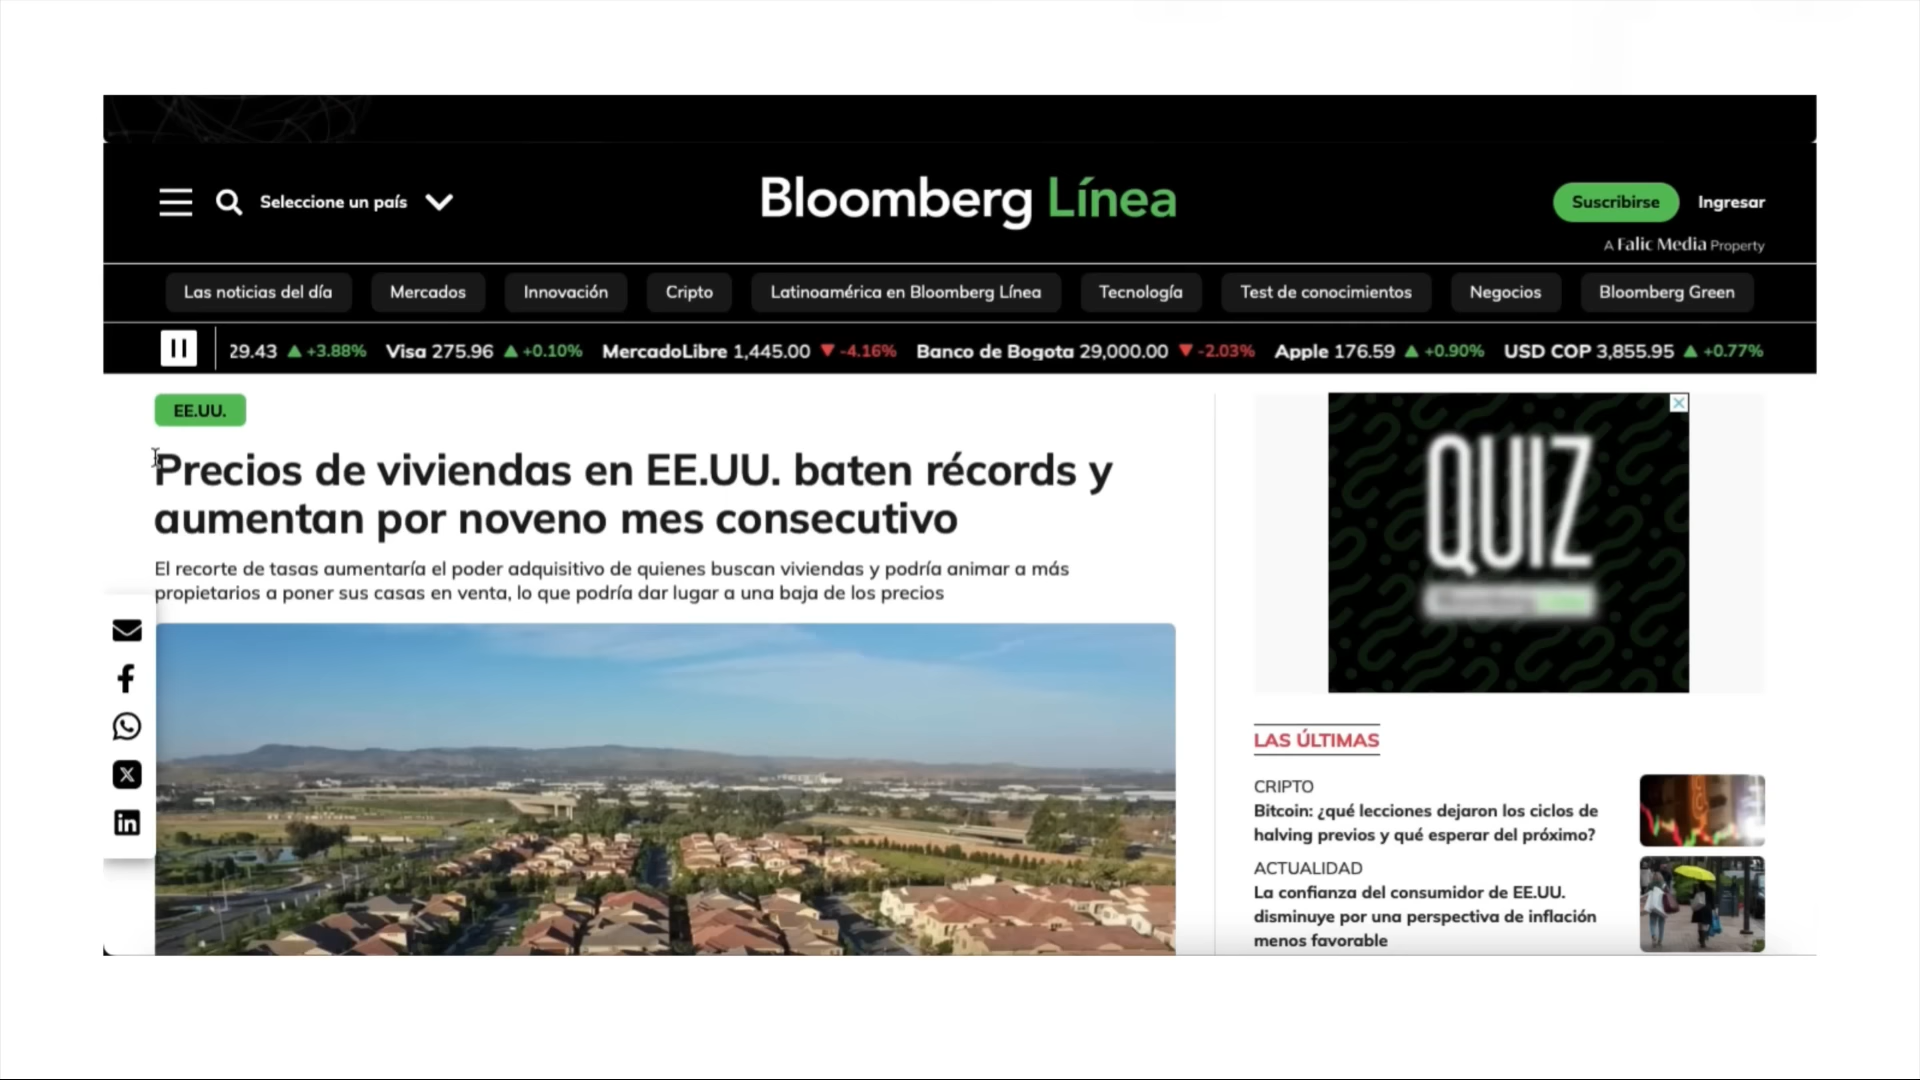 Seleccione un país
Bloomberg Línea
Suscribirse
Ingresar
A Falic Media Property
Las noticias del día
Mercados
Innovación
Cripto
Latinoamérica en Bloomberg Línea
Tecnología
Test de conocimientos
Negocios
Bloomberg Green
29.43 ▲ +3.88% Visa 275.96 ▲ +0.10% MercadoLibre 1,445.00 ▼ -4.16% Banco de Bogota 29,000.00 ▼ -2.03% Apple 176.59 ▲ +0.90% USD COP 3,855.95 ▲ +0.77%
EE.UU.
Precios de viviendas en EE.UU. baten récords y
aumentan por noveno mes consecutivo
El recorte de tasas aumentaría el poder adquisitivo de quienes buscan viviendas y podría animar a más
propietarios a poner sus casas en venta, lo que podría dar lugar a una baja de los precios
QUIZ
LAS ÚLTIMAS
CRIPTO
Bitcoin: ¿qué lecciones dejaron los ciclos de
halving previos y qué esperar del próximo?
ACTUALIDAD
La confianza del consumidor de EE.UU.
disminuye por una perspectiva de inflación
menos favorable